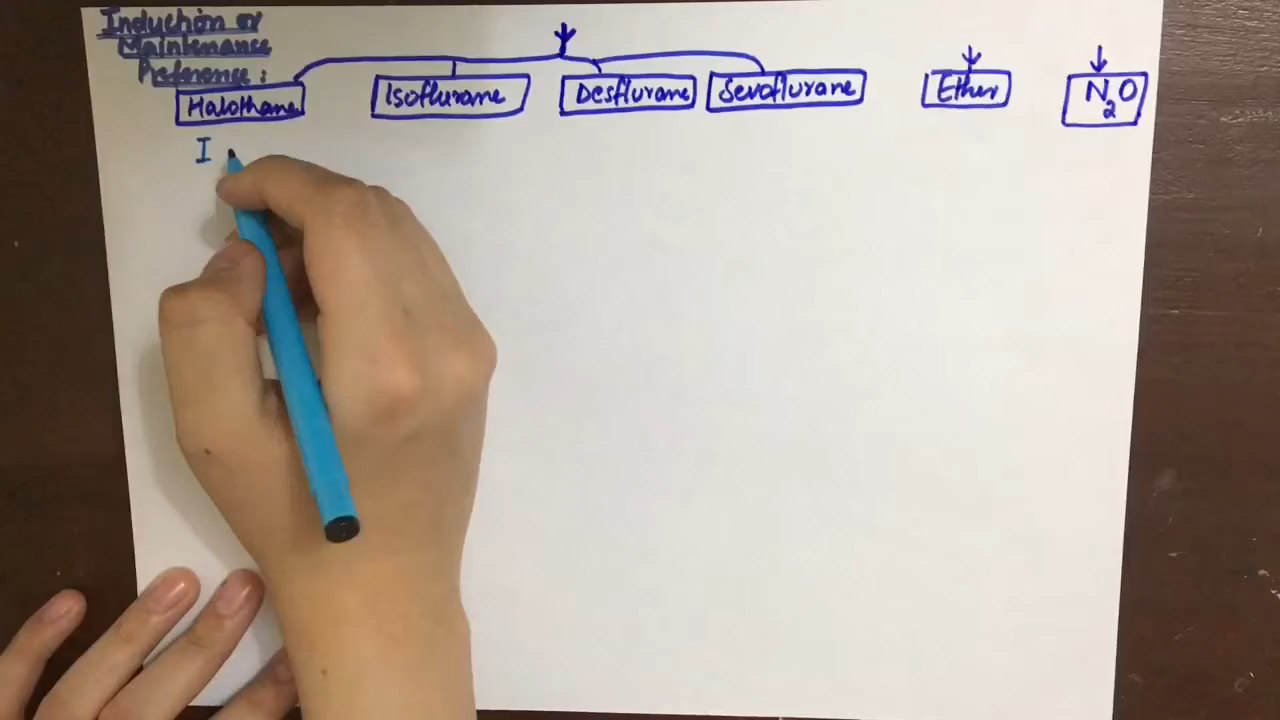 Induction or
Maintenance
Preference:
Halothane Isoflurane Desflurane Sevoflurane Ether N2O
I